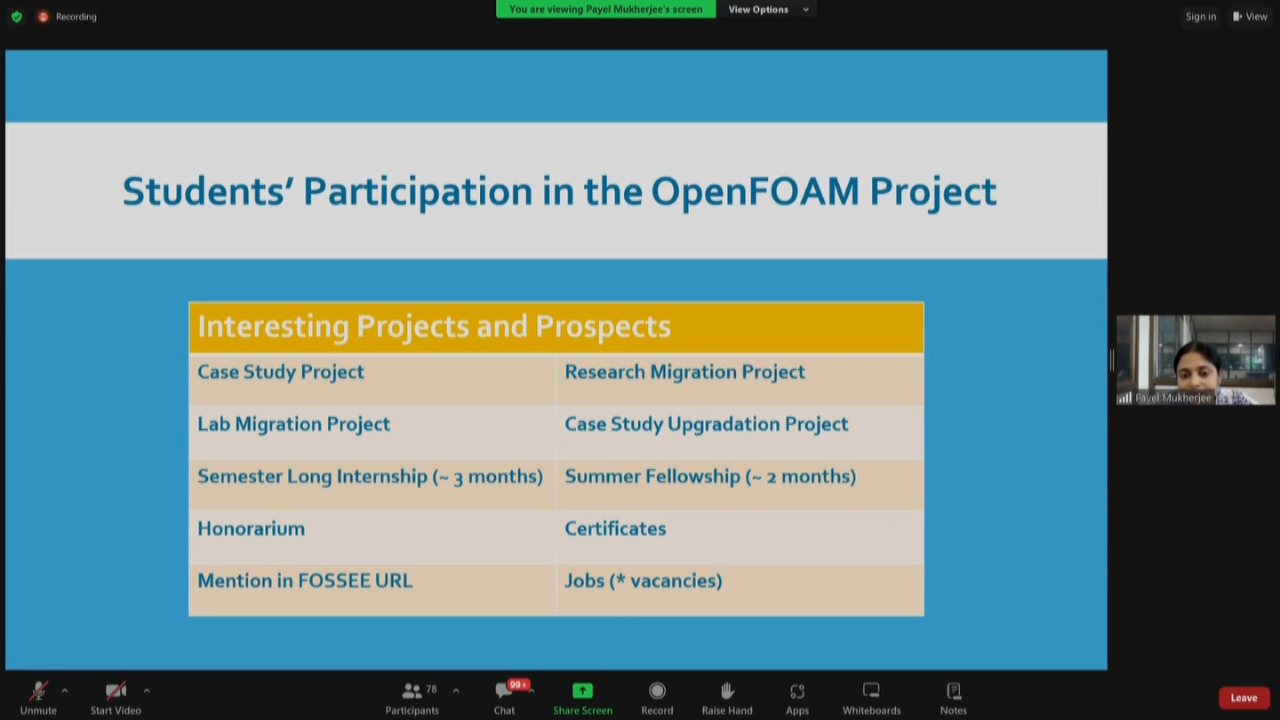 Recording
You are viewing Payel Mukherjee's screen
View Options
Sign in
View
Students' Participation in the OpenFOAM Project
Interesting Projects and Prospects
Case Study Project
Research Migration Project
Lab Migration Project
Case Study Upgradation Project
Semester Long Internship (~ 3 months)
Summer Fellowship (~ 2 months)
Honorarium
Certificates
Mention in FOSSEE URL
Jobs (* vacancies)
Payel Mukherjee
Unmute
Start Video
78
Participants
99+
Chat
Share Screen
Record
Raise Hand
Apps
Whiteboards
Notes
Leave